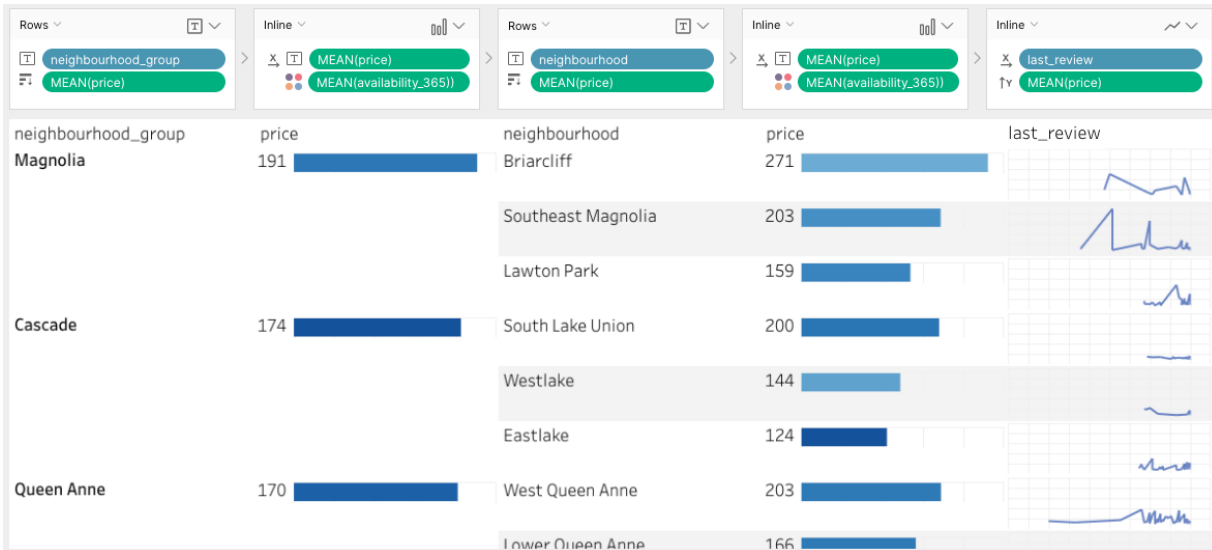 Rows Inline Rows Inline Inline
T neighbourhood_group X T MEAN(price) T neighbourhood X T MEAN(price) X last_review
MEAN(price) MEAN(availability_365)) MEAN(price) MEAN(availability_365)) Y MEAN(price)
neighbourhood_group price neighbourhood price last_review
Magnolia 191 Briarcliff 271
Southeast Magnolia 203
Lawton Park 159
Cascade 174 South Lake Union 200
Westlake 144
Eastlake 124
Queen Anne 170 West Queen Anne 203
Lower Queen Anne 166